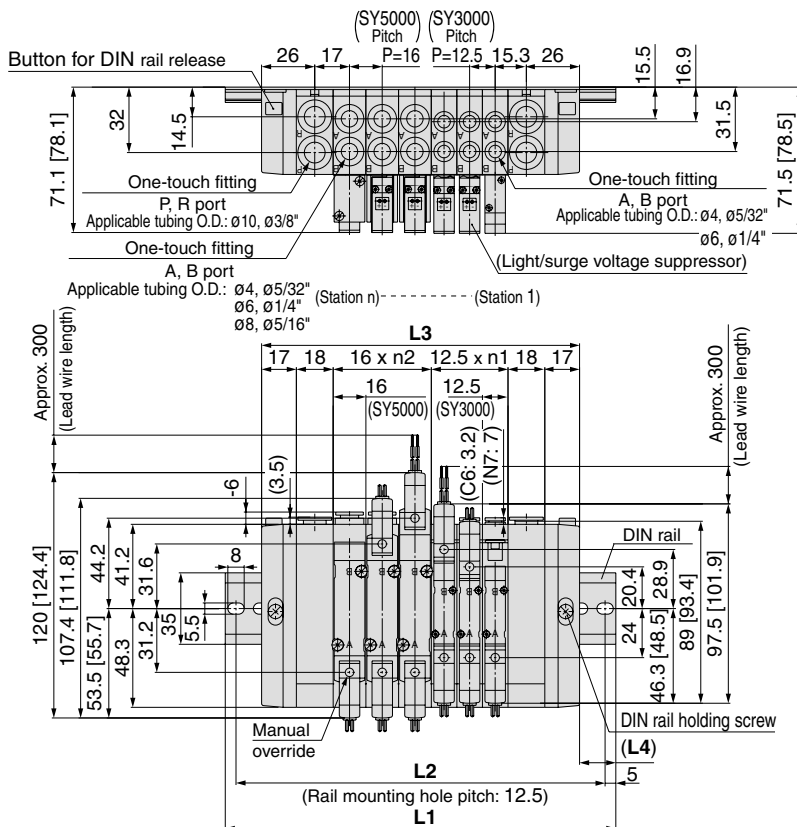 (SY5000) (SY3000)
Pitch Pitch
26 17 P=16 P=12.5 15.3 26
Button for DIN rail release
15.5
16.9
71.1 [78.1]
32
14.5
31.5
71.5 [78.5]
A A A A A A
R R
B B B B B B
P P
One-touch fitting
P, R port
Applicable tubing O.D.: ø10, ø3/8"
One-touch fitting
A, B port
Applicable tubing O.D.: ø4, ø5/32"
ø6, ø1/4"
One-touch fitting
A, B port
Applicable tubing O.D.: ø4, ø5/32"
ø6, ø1/4"
ø8, ø5/16"
(Light/surge voltage suppressor)
(Station n) (Station 1)
L3
17 18 16 x n2 12.5 x n1 18 17
16 12.5
(SY5000) (SY3000)
Approx. 300
(Lead wire length)
Approx. 300
(Lead wire length)
(C6: 3.2)
(N7: 7)
-6
(3.5)
120 [124.4]
107.4 [111.8]
53.5 [55.7]
44.2
41.2
48.3
31.6
31.2
35
8
5.5
DIN rail
20.4
28.9
24
46.3 [48.5]
89 [93.4]
97.5 [101.9]
B B B B B B
A A A A A A
Manual
override
DIN rail holding screw
(L4)
L2
5
(Rail mounting hole pitch: 12.5)
L1